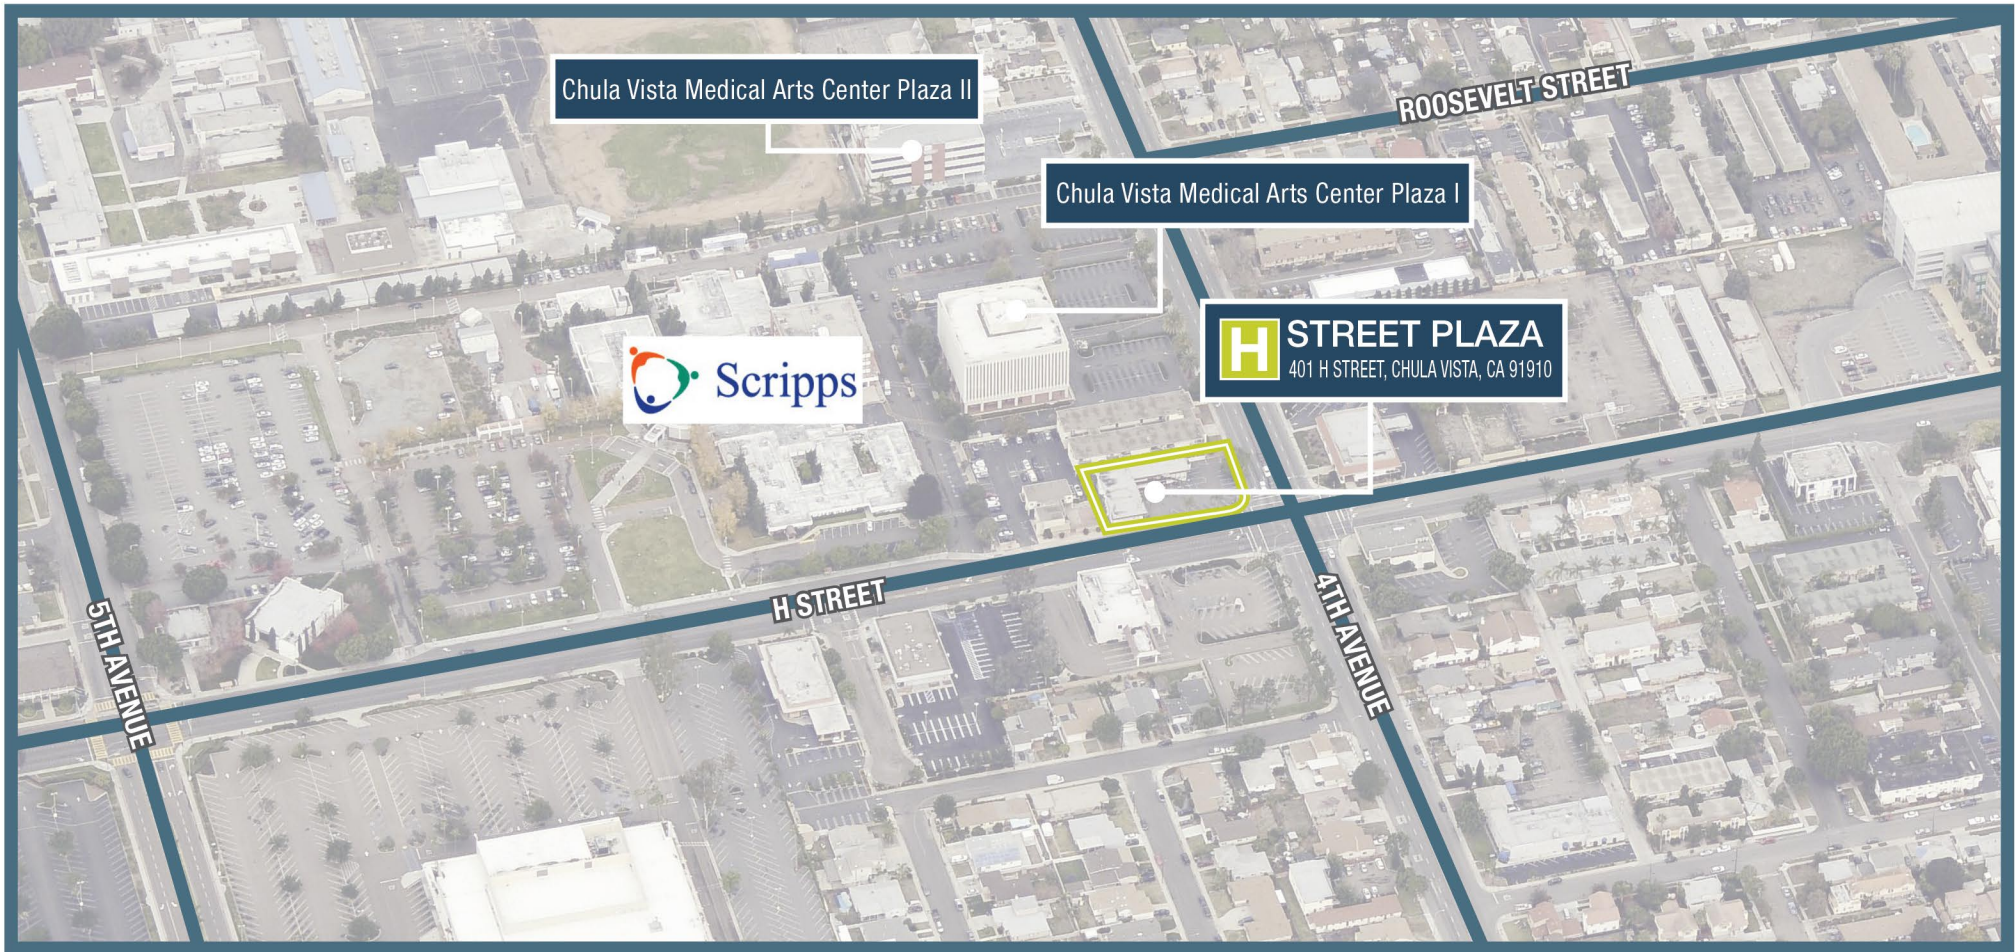 Chula Vista Medical Arts Center Plaza II
ROOSEVELT STREET
Chula Vista Medical Arts Center Plaza I
H STREET PLAZA
401 H STREET, CHULA VISTA, CA 91910
Scripps
H STREET
4TH AVENUE
5TH AVENUE